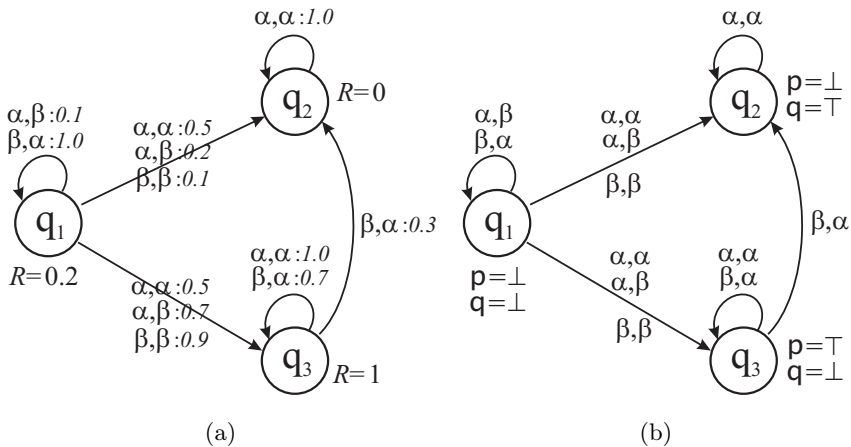 α,α:1.0
q2
R=0
α,β:0.1
β,α:1.0
α,α:0.5
α,β:0.2
β,β:0.1
q1
R=0.2
β,α:0.3
α,α:0.5
α,β:0.7
β,β:0.9
α,α:1.0
β,α:0.7
q3
R=1
(a)
α,α
q2
p=⊥
q=⊤
α,β
β,α
α,α
α,β
β,β
q1
p=⊥
q=⊥
β,α
α,α
α,β
β,β
α,α
β,α
q3
p=⊤
q=⊥
(b)